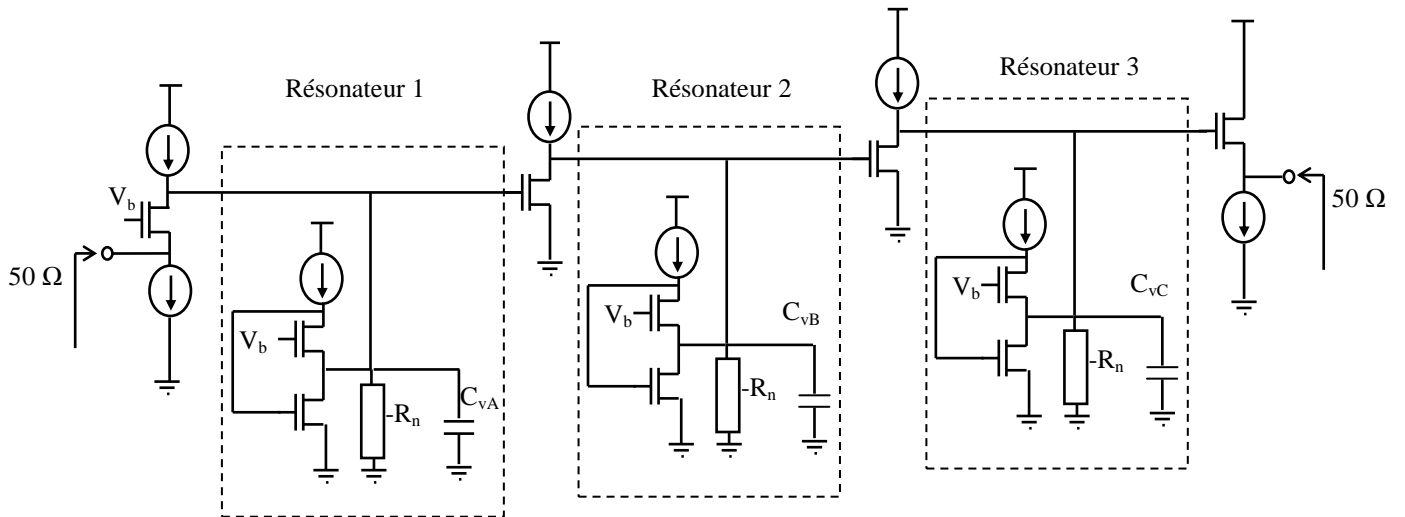 Résonateur 1
Résonateur 2
Résonateur 3
V_b
50 Ω
V_b
-R_n
C_vA
V_b
-R_n
C_vB
V_b
-R_n
C_vC
50 Ω